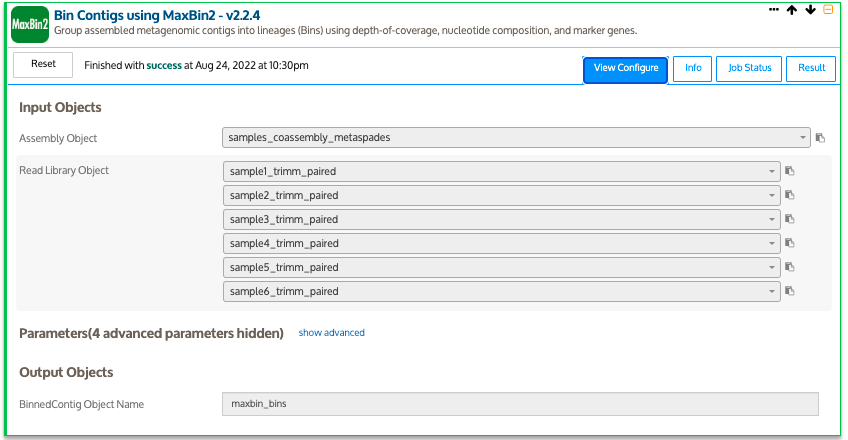 MaxBin2
Bin Contigs using MaxBin2 - v2.2.4
Group assembled metagenomic contigs into lineages (Bins) using depth-of-coverage, nucleotide composition, and marker genes.
Reset
Finished with success at Aug 24, 2022 at 10:30pm
View Configure
Info
Job Status
Result
Input Objects
Assembly Object
samples_coassembly_metaspades
Read Library Object
sample1_trimm_paired
sample2_trimm_paired
sample3_trimm_paired
sample4_trimm_paired
sample5_trimm_paired
sample6_trimm_paired
Parameters(4 advanced parameters hidden) show advanced
Output Objects
BinnedContig Object Name
maxbin_bins